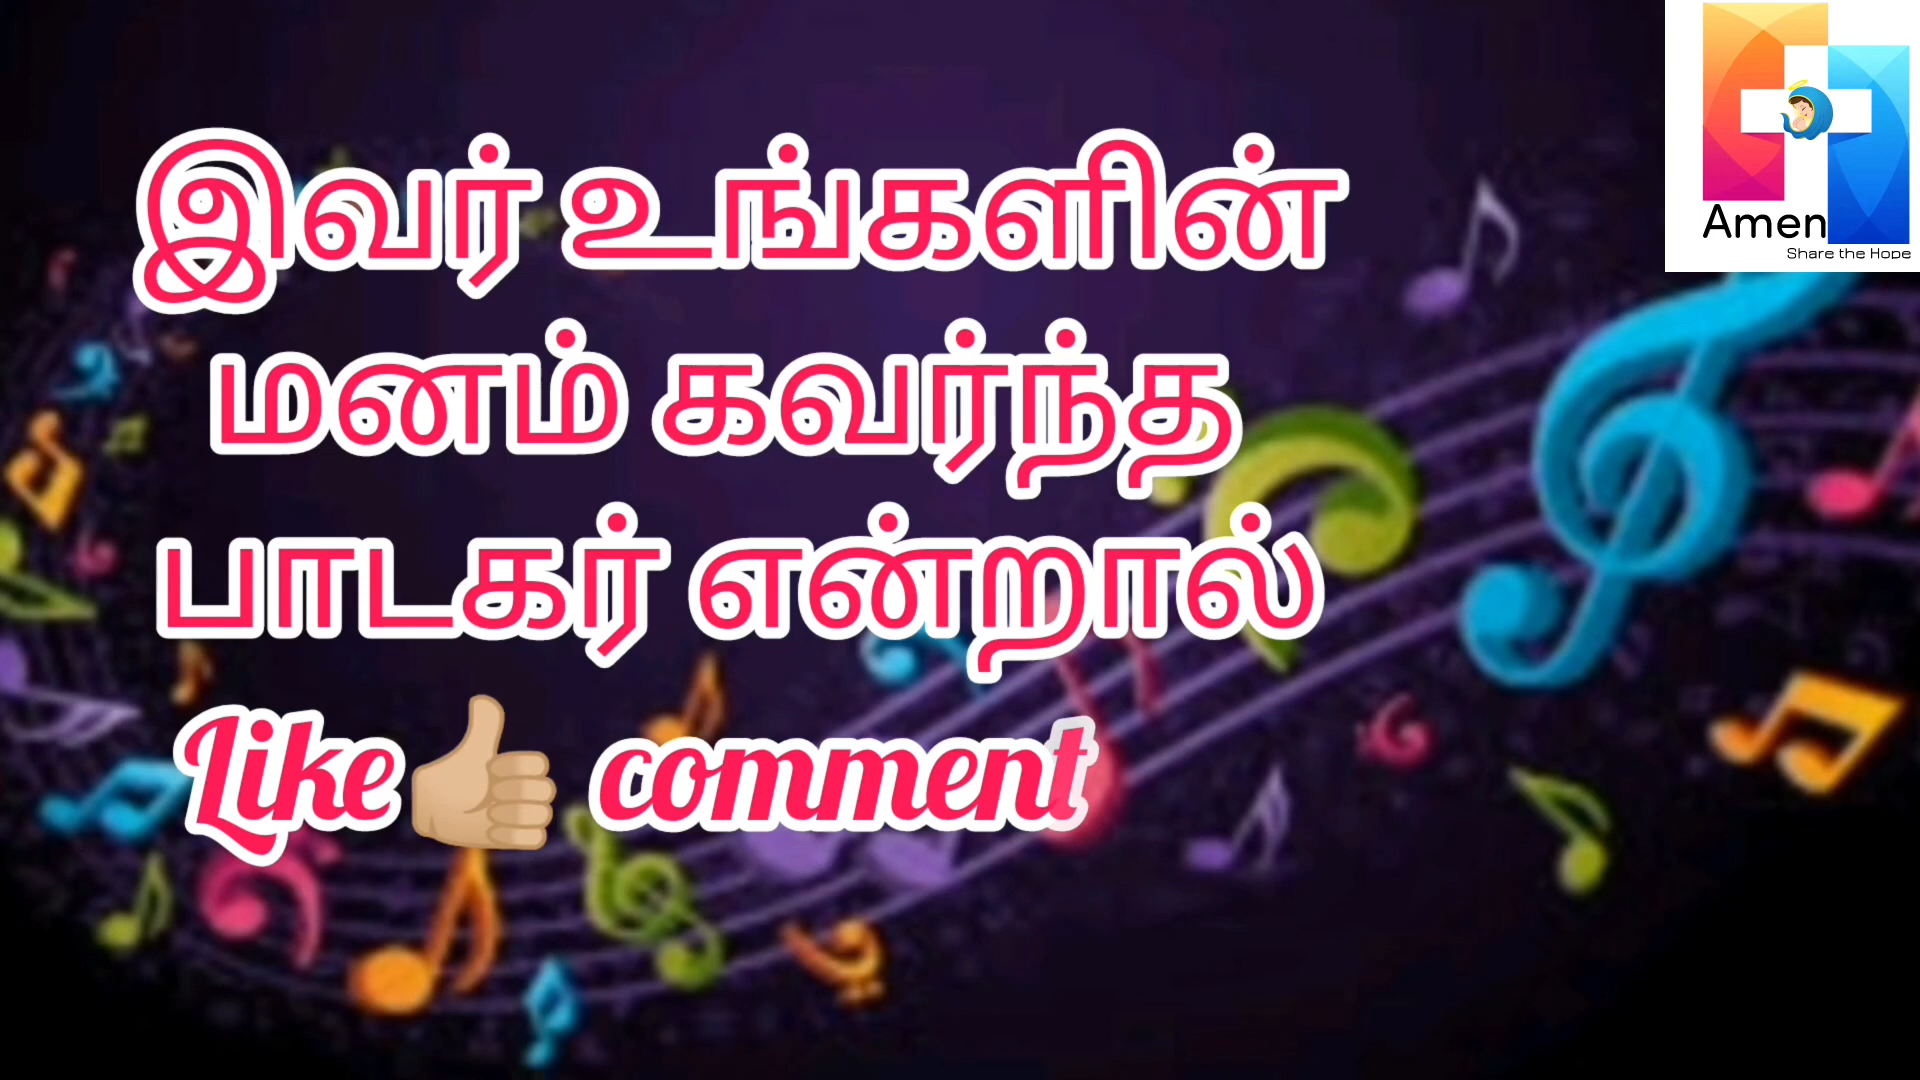 இவர் உங்களின்
மனம் கவர்ந்த
பாடகர் என்றால்
Like👍🏼 comment
Amen
Share the Hope